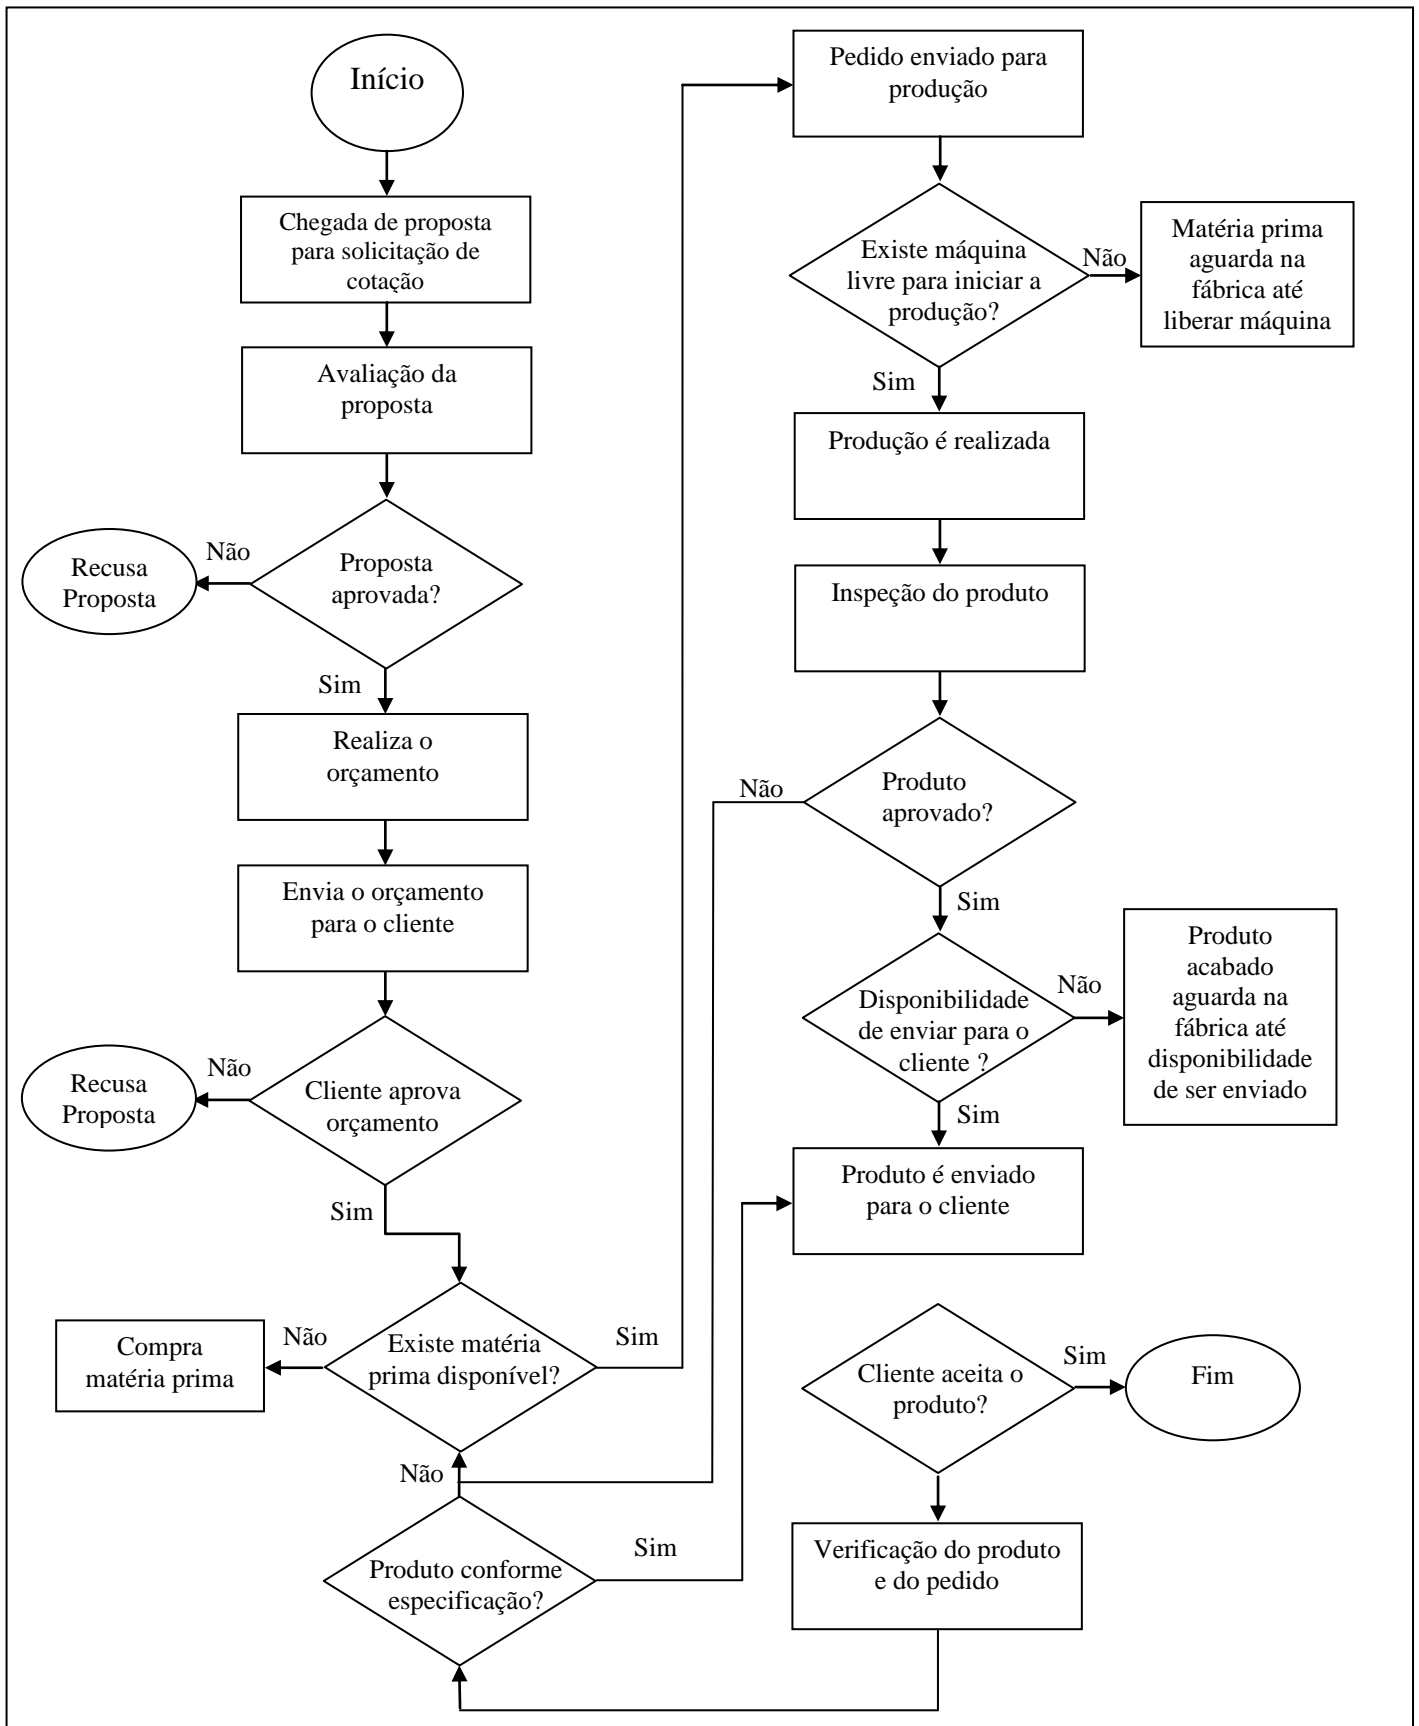 Início
Chegada de proposta
para solicitação de
cotação
Avaliação da
proposta
Proposta
aprovada?
Não
Recusa
Proposta
Sim
Realiza o
orçamento
Envia o orçamento
para o cliente
Cliente aprova
orçamento
Não
Recusa
Proposta
Sim
Existe matéria
prima disponível?
Não
Compra
matéria prima
Sim
Não
Produto conforme
especificação?
Sim
Pedido enviado para
produção
Existe máquina
livre para iniciar a
produção?
Não
Matéria prima
aguarda na
fábrica até
liberar máquina
Sim
Produção é realizada
Inspeção do produto
Produto
aprovado?
Não
Sim
Disponibilidade
de enviar para o
cliente ?
Não
Produto
acabado
aguarda na
fábrica até
disponibilidade
de ser enviado
Sim
Produto é enviado
para o cliente
Cliente aceita o
produto?
Sim
Fim
Verificação do produto
e do pedido